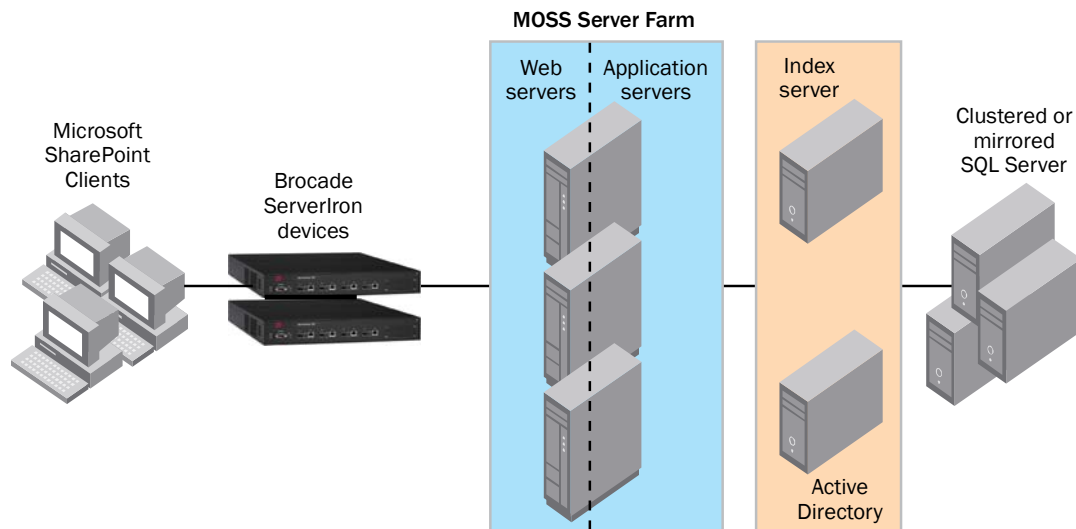 MOSS Server Farm
Web
servers
Application
servers
Index
server
Microsoft
SharePoint
Clients
Brocade
ServerIron
devices
Clustered or
mirrored
SQL Server
Active
Directory